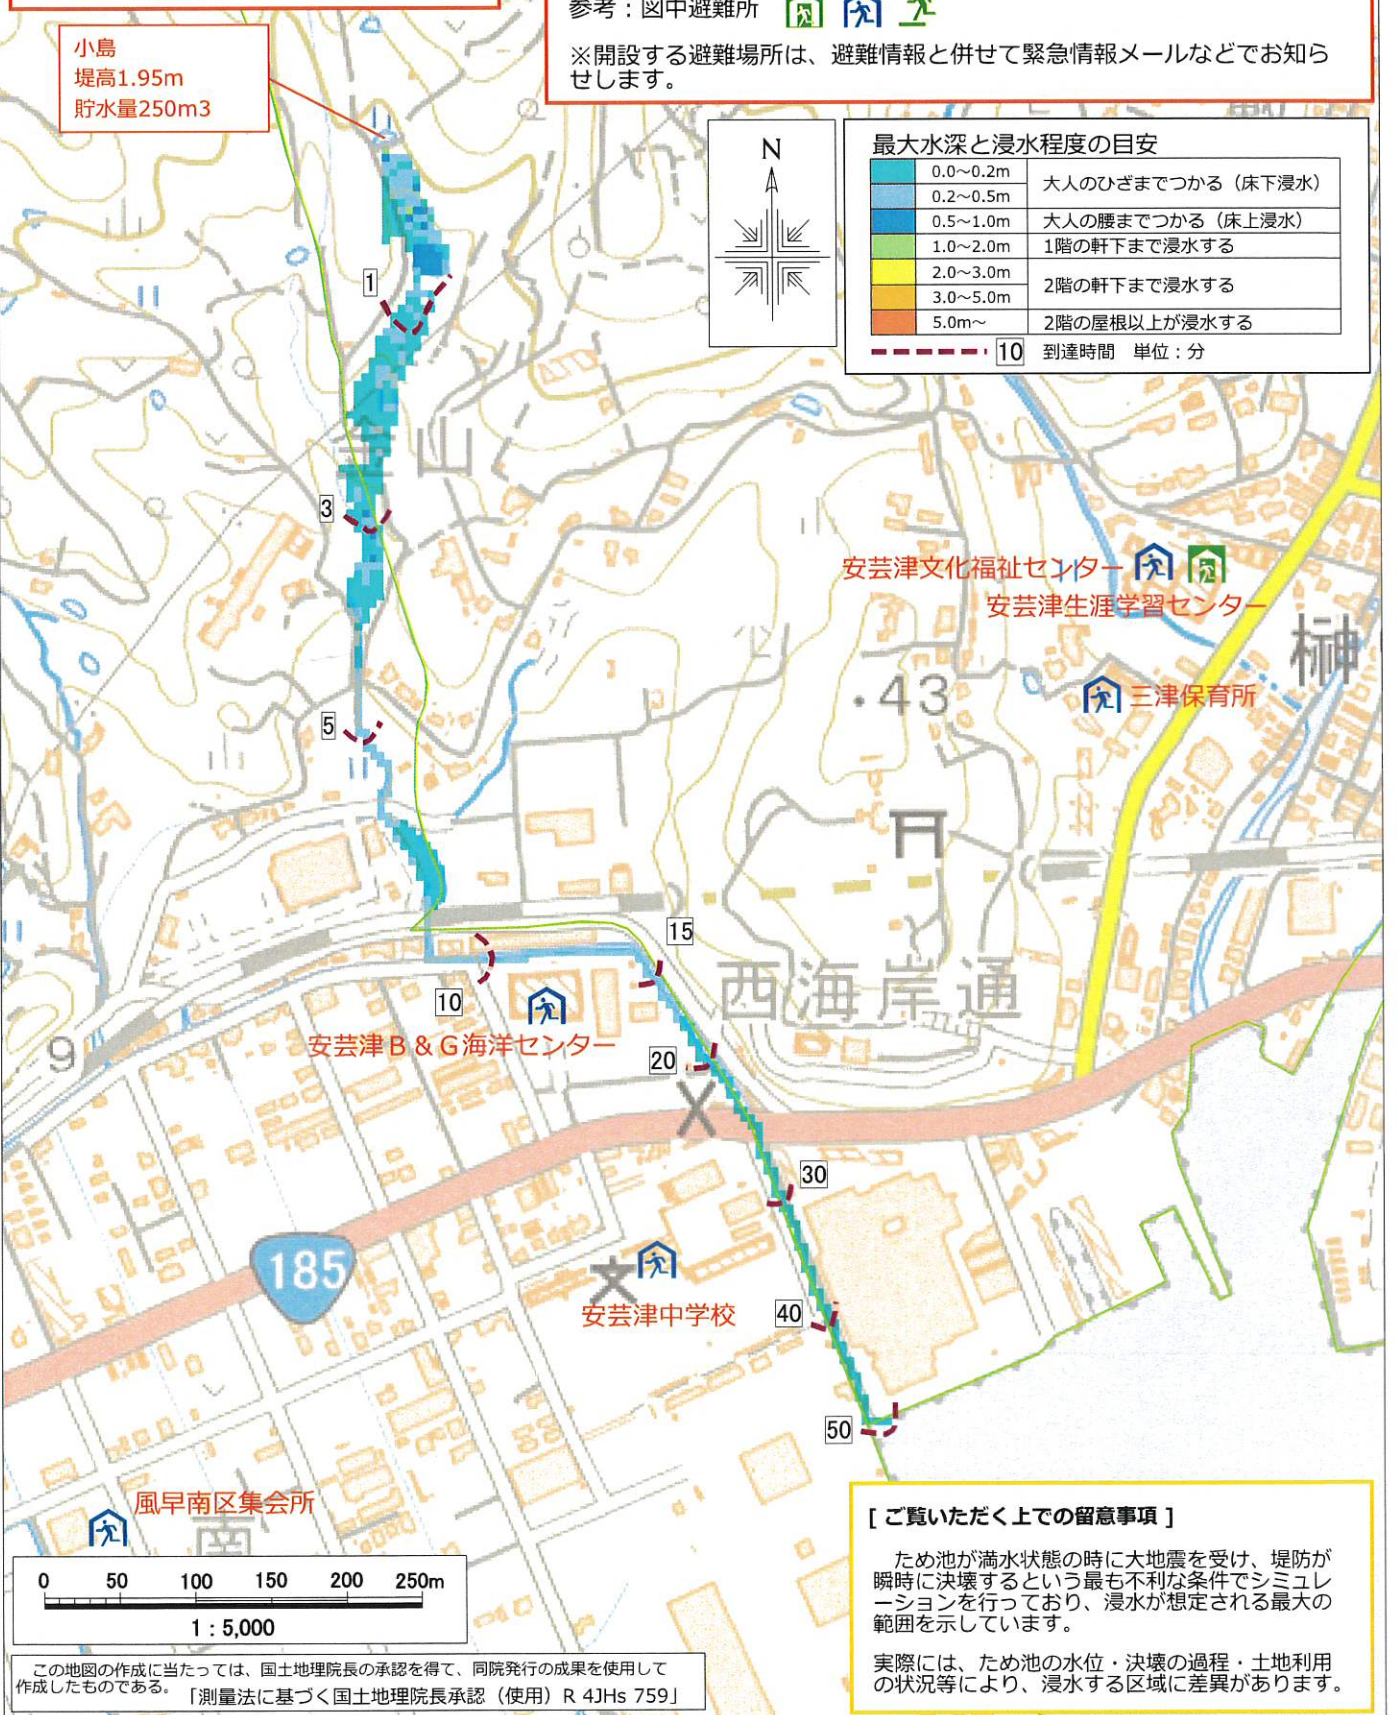 参考：図中避難所
※開設する避難場所は、避難情報と併せて緊急情報メールなどでお知ら
せします。
小島
堤高1.95m
貯水量250m3
N
最大水深と浸水程度の目安
0.0～0.2m
大人のひざまでつかる（床下浸水）
0.2～0.5m
0.5～1.0m 大人の腰までつかる（床上浸水）
1.0～2.0m 1階の軒下まで浸水する
2.0～3.0m
2階の軒下まで浸水する
3.0～5.0m
5.0m～ 2階の屋根以上が浸水する
10 到達時間 単位：分
1
山
3
安芸津文化福祉センター
安芸津生涯学習センター
榊
・43
三津保育所
5
15
西海岸通
10
安芸津Ｂ＆Ｇ海洋センター
9
20
30
185
安芸津中学校
40
50
風早南区集会所
南
0 50 100 150 200 250m
1：5,000
この地図の作成に当たっては、国土地理院長の承認を得て、同院発行の成果を使用して
作成したものである。 「測量法に基づく国土地理院長承認（使用）R 4JHs 759」
[ ご覧いただく上での留意事項 ]
ため池が満水状態の時に大地震を受け、堤防が
瞬時に決壊するという最も不利な条件でシミュレ
ーションを行っており、浸水が想定される最大の
範囲を示しています。
実際には、ため池の水位・決壊の過程・土地利用
の状況等により、浸水する区域に差異があります。